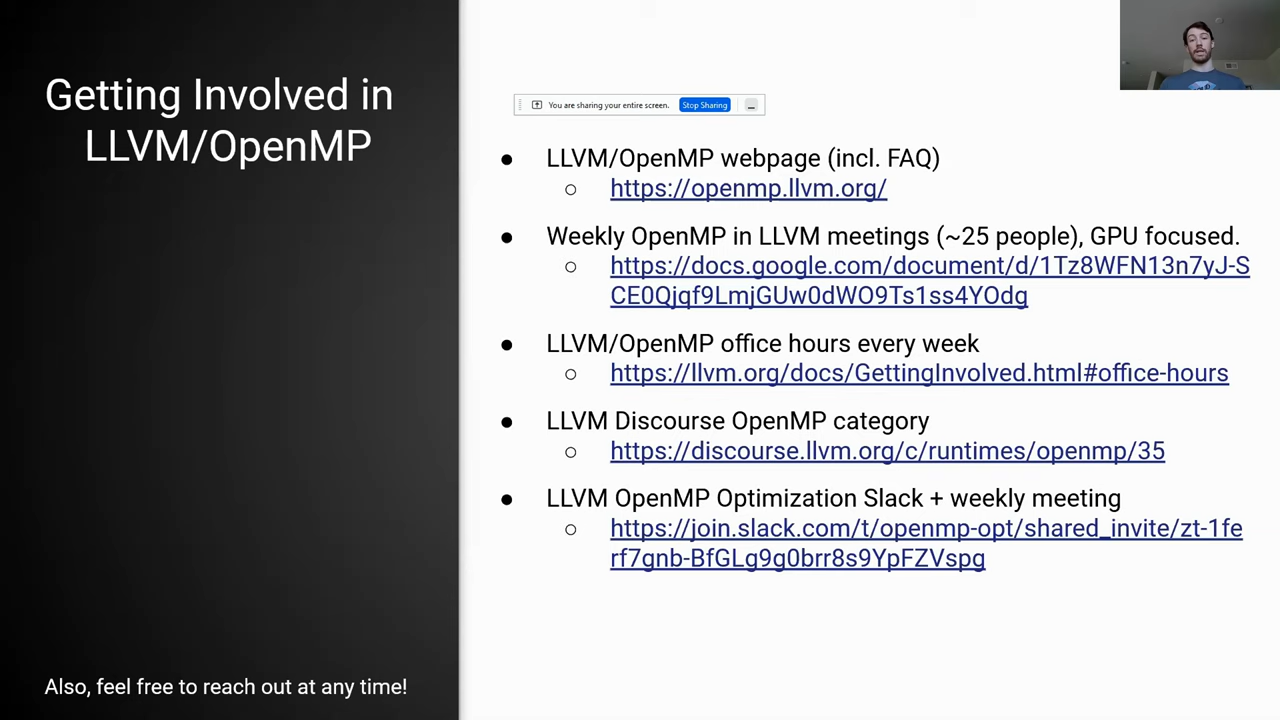 Getting Involved in
LLVM/OpenMP
You are sharing your entire screen. Stop Sharing
● LLVM/OpenMP webpage (incl. FAQ)
○ https://openmp.llvm.org/
● Weekly OpenMP in LLVM meetings (~25 people), GPU focused.
○ https://docs.google.com/document/d/1Tz8WFN13n7yJ-S
CE0Qjqf9LmjGUw0dWO9Ts1ss4YOdg
● LLVM/OpenMP office hours every week
○ https://llvm.org/docs/GettingInvolved.html#office-hours
● LLVM Discourse OpenMP category
○ https://discourse.llvm.org/c/runtimes/openmp/35
● LLVM OpenMP Optimization Slack + weekly meeting
○ https://join.slack.com/t/openmp-opt/shared_invite/zt-1fe
rf7gnb-BfGLg9g0brr8s9YpFZVspg
Also, feel free to reach out at any time!